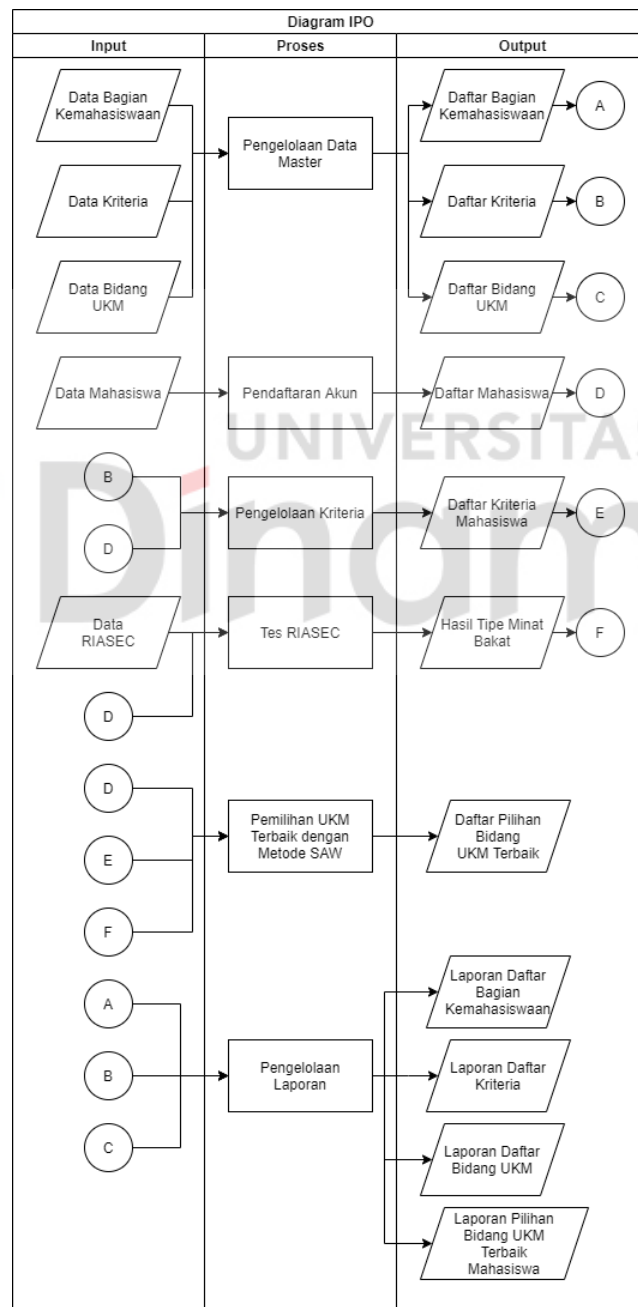 Diagram IPO
Input
Proses
Output
Data Bagian
Kemahasiswaan
Pengelolaan Data
Master
Daftar Bagian
Kemahasiswaan
A
Data Kriteria
Daftar Kriteria
B
Data Bidang
UKM
Daftar Bidang
UKM
C
Data Mahasiswa
Pendaftaran Akun
Daftar Mahasiswa
D
UNIVERSITAS
Dinam
B
D
Pengelolaan Kriteria
Daftar Kriteria
Mahasiswa
E
Data
RIASEC
Tes RIASEC
Hasil Tipe Minat
Bakat
F
D
D
E
F
Pemilihan UKM
Terbaik dengan
Metode SAW
Daftar Pilihan
Bidang
UKM Terbaik
A
B
C
Pengelolaan
Laporan
Laporan Daftar
Bagian
Kemahasiswaan
Laporan Daftar
Kriteria
Laporan Daftar
Bidang UKM
Laporan Pilihan
Bidang UKM
Terbaik
Mahasiswa